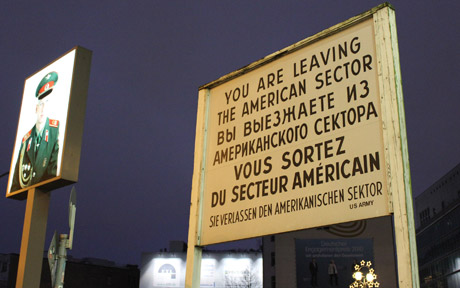 YOU ARE LEAVING
THE AMERICAN SECTOR
ВЫ ВЫЕЗЖАЕТЕ ИЗ
АМЕРИКАНСКОГО СЕКТОРА
VOUS SORTEZ
DU SECTEUR AMÉRICAIN
SIE VERLASSEN DEN AMERIKANISCHEN SEKTOR
US ARMY